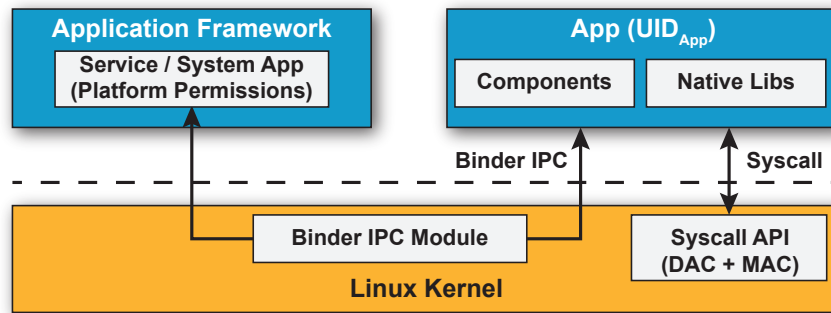 Application Framework
Service / System App
(Platform Permissions)
App (UIDApp)
Components
Native Libs
Binder IPC
Syscall
Binder IPC Module
Syscall API
(DAC + MAC)
Linux Kernel